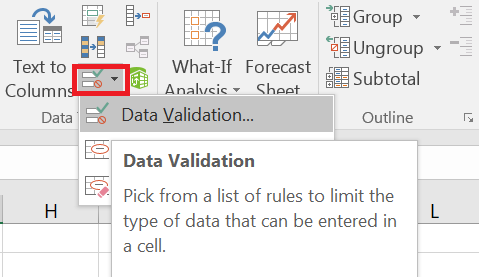 Text to
Columns
What-If
Analysis
Forecast
Sheet
Group
Ungroup
Subtotal
Data
Outline
Data Validation...
Data Validation
Pick from a list of rules to limit the
type of data that can be entered in
a cell.
H
L